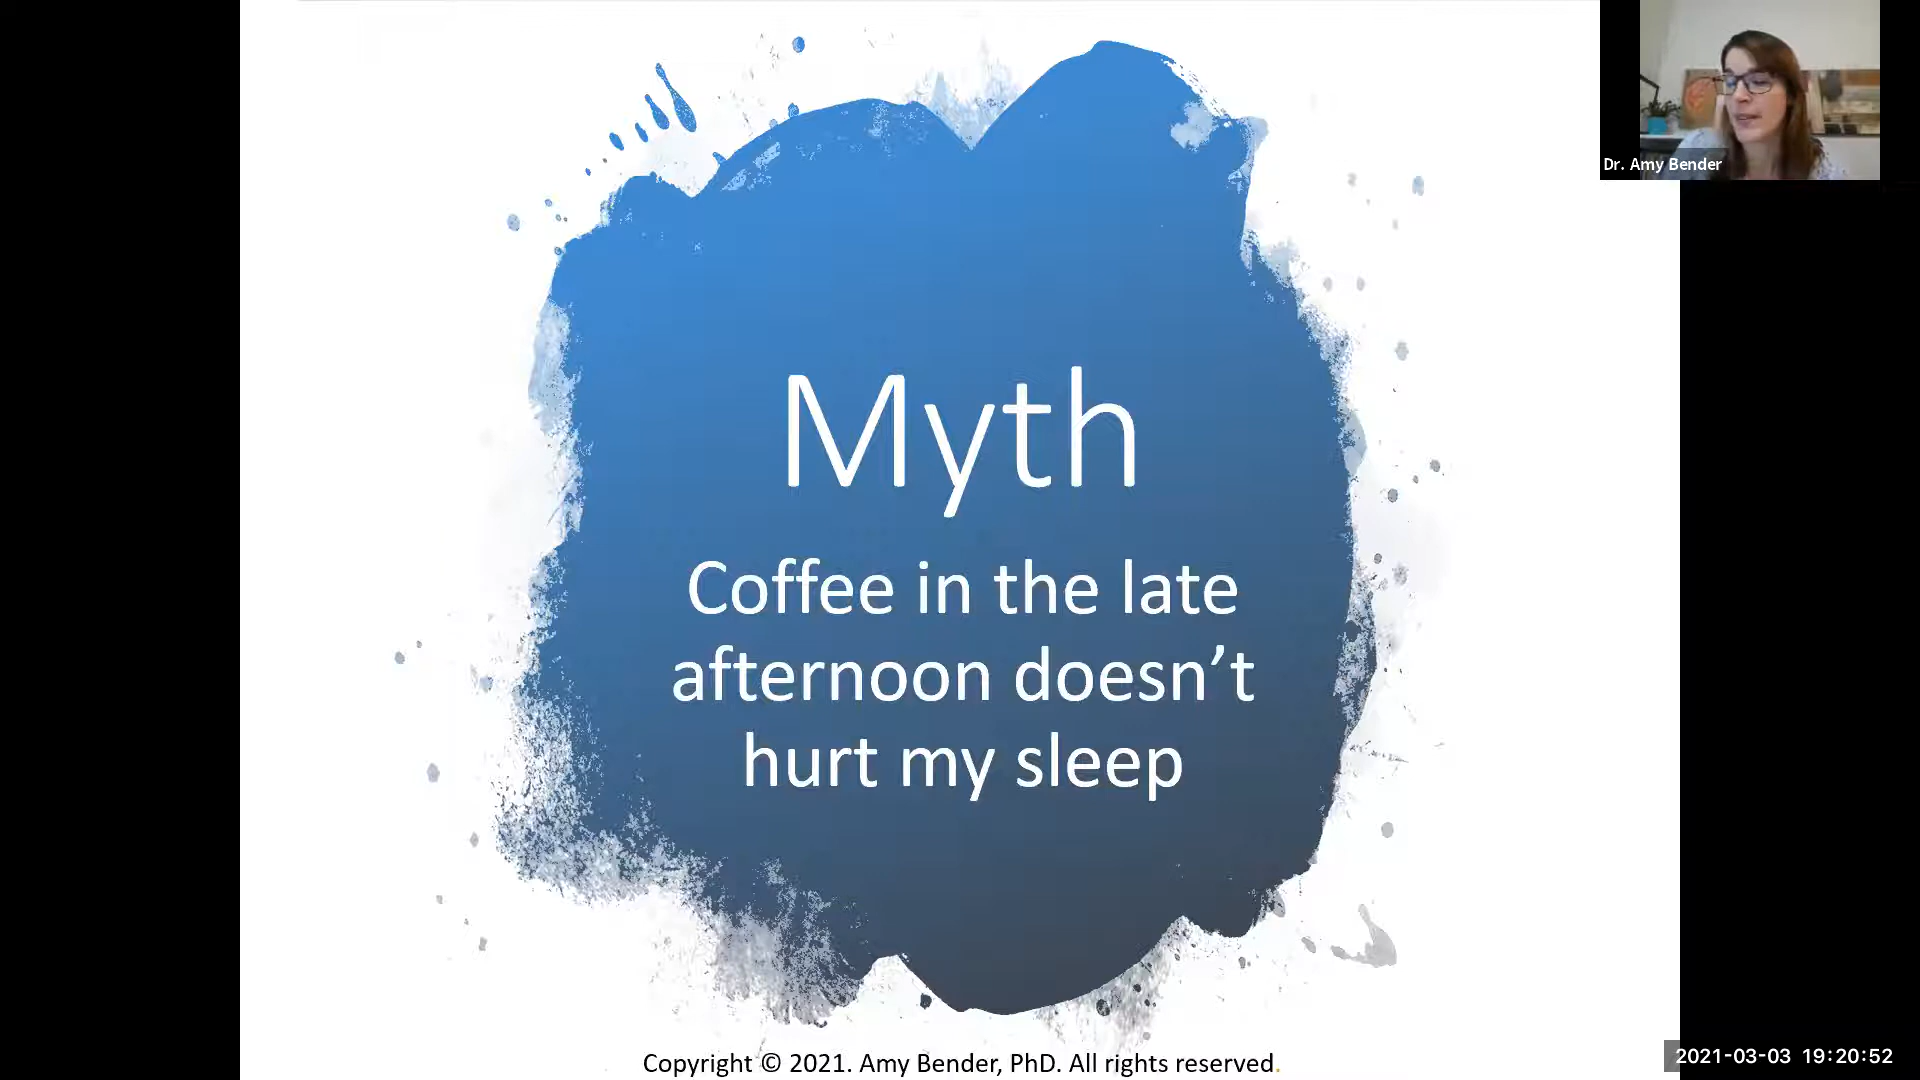 Dr. Amy Bender
Myth
Coffee in the late
afternoon doesn’t
hurt my sleep
Copyright © 2021. Amy Bender, PhD. All rights reserved.
2021-03-03 19:20:52